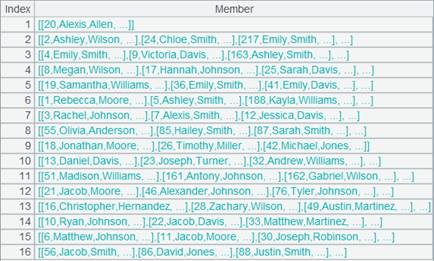 Index Member
1 [[20,Alexis,Allen, ...]]
2 [[2,Ashley,Wilson, ...],[24,Chloe,Smith, ...],[217,Emily,Smith, ...], ...]
3 [[4,Emily,Smith, ...],[9,Victoria,Davis, ...],[163,Ashley,Smith, ...], ...]
4 [[8,Megan,Wilson, ...],[17,Hannah,Johnson, ...],[25,Sarah,Davis, ...], ...]
5 [[19,Samantha,Williams, ...],[36,Emily,Smith, ...],[41,Emily,Davis, ...], ...]
6 [[1,Rebecca,Moore, ...],[5,Ashley,Smith, ...],[188,Kayla,Williams, ...], ...]
7 [[3,Rachel,Johnson, ...],[7,Alexis,Smith, ...],[12,Jessica,Davis, ...], ...]
8 [[55,Olivia,Anderson, ...],[85,Hailey,Smith, ...],[87,Sarah,Smith, ...], ...]
9 [[18,Jonathan,Moore, ...],[26,Timothy,Miller, ...],[42,Michael,Jones, ...]]
10 [[13,Daniel,Davis, ...],[23,Joseph,Turner, ...],[32,Andrew,Williams, ...], ...]
11 [[51,Madison,Williams, ...],[161,Antony,Johnson, ...],[162,Gabriel,Wilson, ...], ...]
12 [[21,Jacob,Moore, ...],[46,Alexander,Johnson, ...],[76,Tyler,Johnson, ...], ...]
13 [[16,Christopher,Hernandez, ...],[28,Zachary,Wilson, ...],[49,Austin,Martinez, ...], ...]
14 [[10,Ryan,Johnson, ...],[22,Jacob,Davis, ...],[33,Matthew,Martinez, ...], ...]
15 [[6,Matthew,Johnson, ...],[11,Jacob,Moore, ...],[30,Joseph,Robinson, ...], ...]
16 [[56,Jacob,Smith, ...],[86,David,Jones, ...],[88,Justin,Smith, ...], ...]